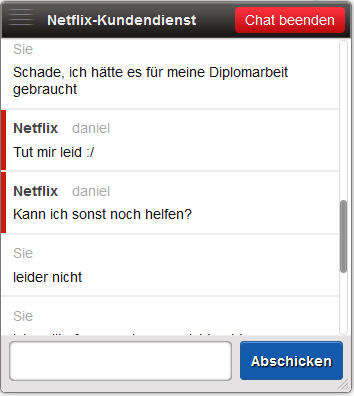 Netflix-Kundendienst
Chat beenden
Sie
Schade, ich hätte es für meine Diplomarbeit
gebraucht
Netflix daniel
Tut mir leid :/
Netflix daniel
Kann ich sonst noch helfen?
Sie
leider nicht
Sie
Abschicken